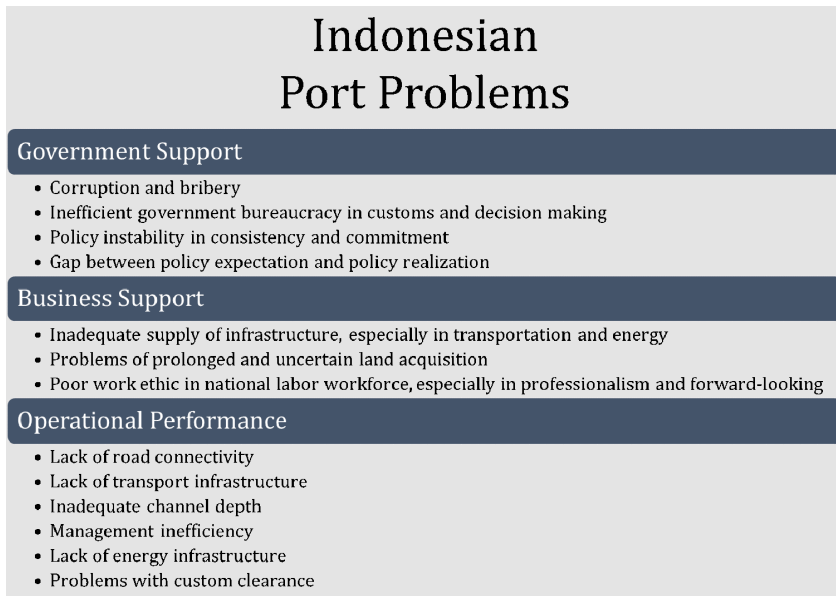 Indonesian
Port Problems
Government Support
• Corruption and bribery
• Inefficient government bureaucracy in customs and decision making
• Policy instability in consistency and commitment
• Gap between policy expectation and policy realization
Business Support
• Inadequate supply of infrastructure, especially in transportation and energy
• Problems of prolonged and uncertain land acquisition
• Poor work ethic in national labor workforce, especially in professionalism and forward-looking
Operational Performance
• Lack of road connectivity
• Lack of transport infrastructure
• Inadequate channel depth
• Management inefficiency
• Lack of energy infrastructure
• Problems with custom clearance